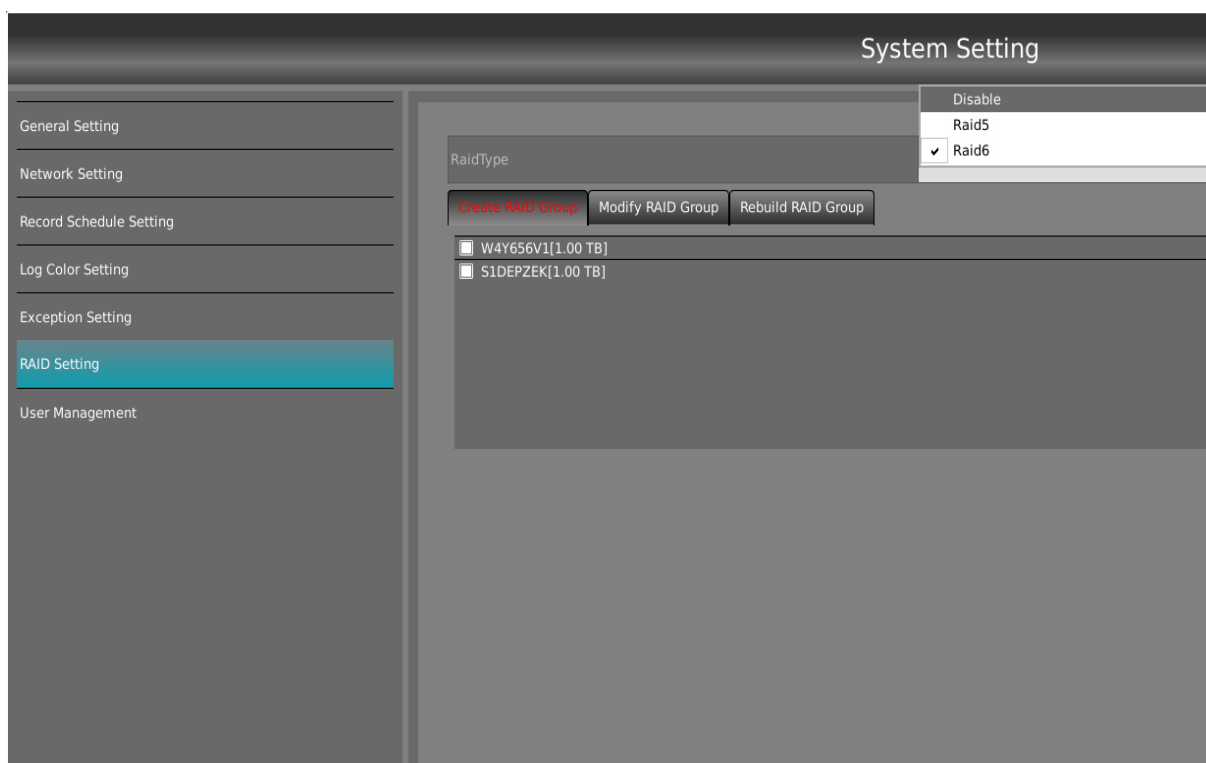 System Setting
General Setting
Network Setting
Record Schedule Setting
Log Color Setting
Exception Setting
RAID Setting
User Management
Disable
Raid5
Raid6
RaidType
Create RAID Group
Modify RAID Group
Rebuild RAID Group
W4Y656V1[1.00 TB]
S1DEPZEK[1.00 TB]